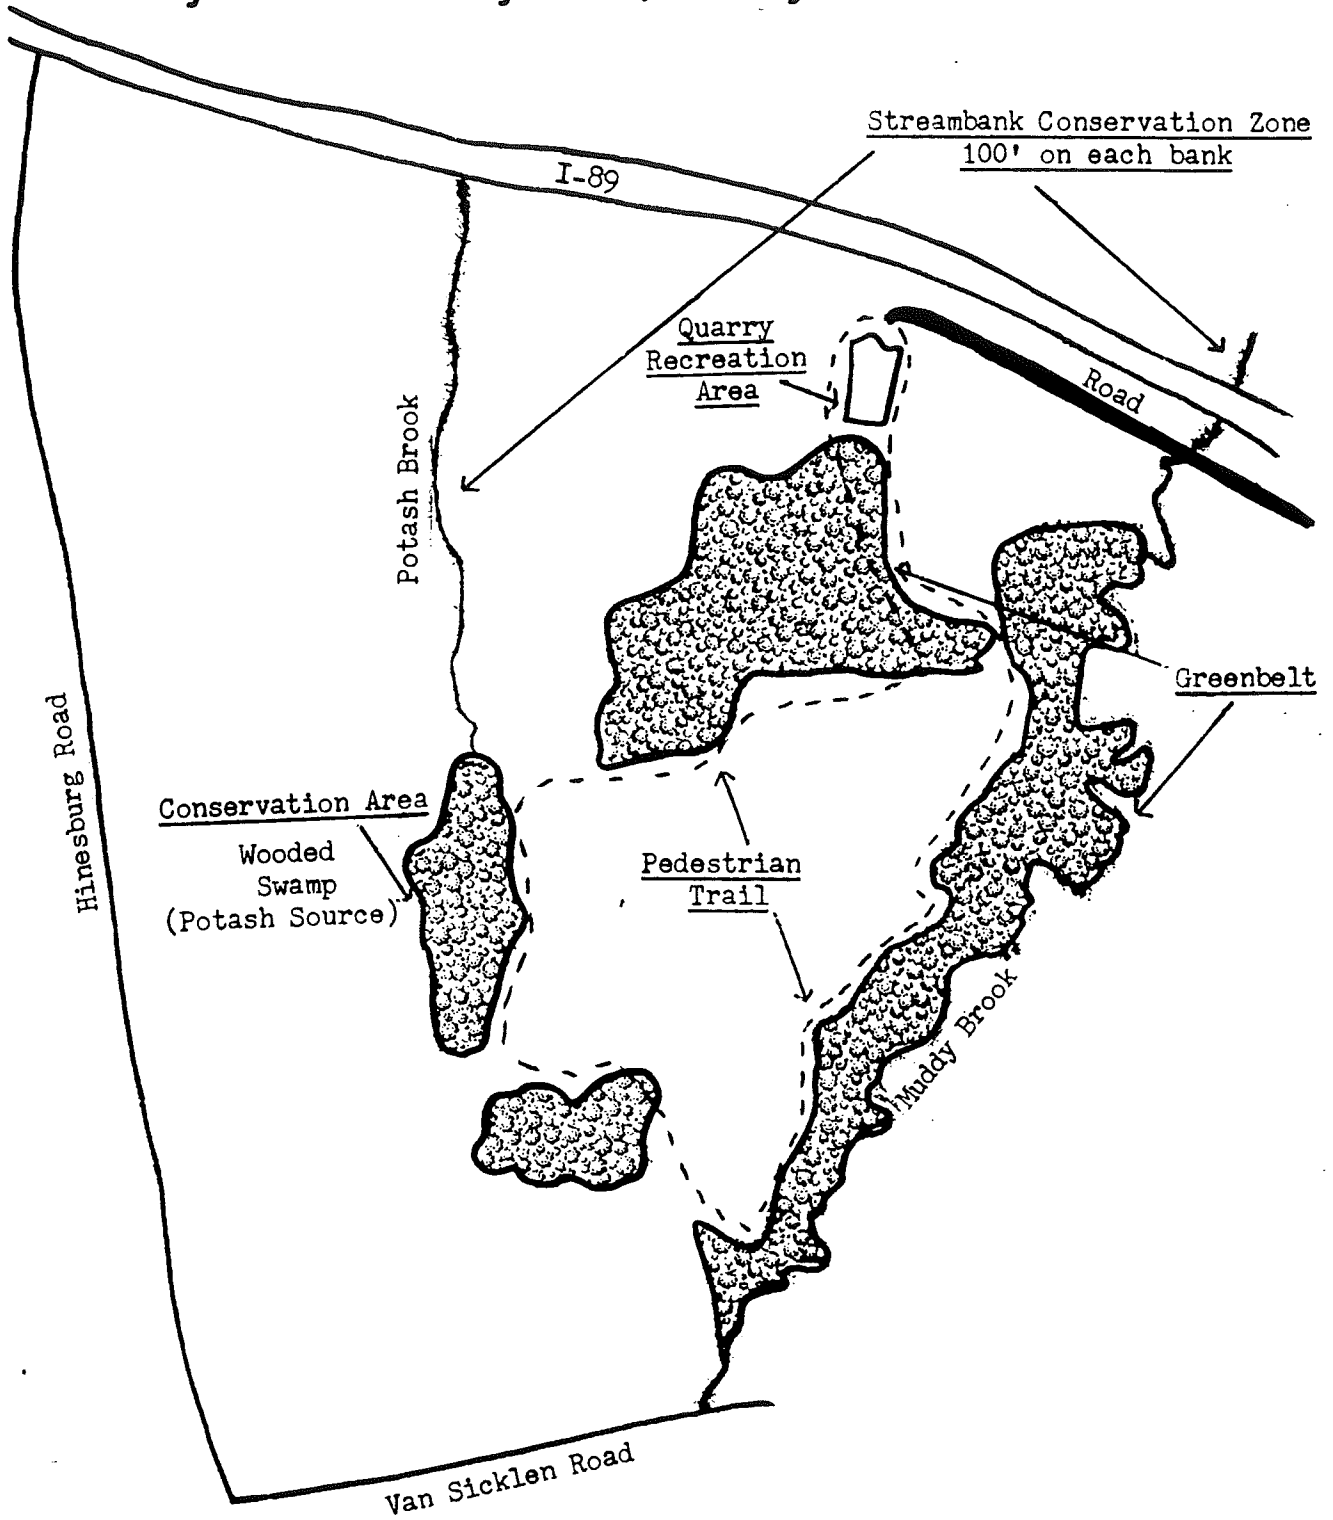 Streambank Conservation Zone
100' on each bank
I-89
Quarry
Recreation
Area
Road
Potash Brook
Greenbelt
Hinesburg Road
Conservation Area
Wooded
Swamp
(Potash Source)
Pedestrian
Trail
Muddy Brook
Van Sicklen Road